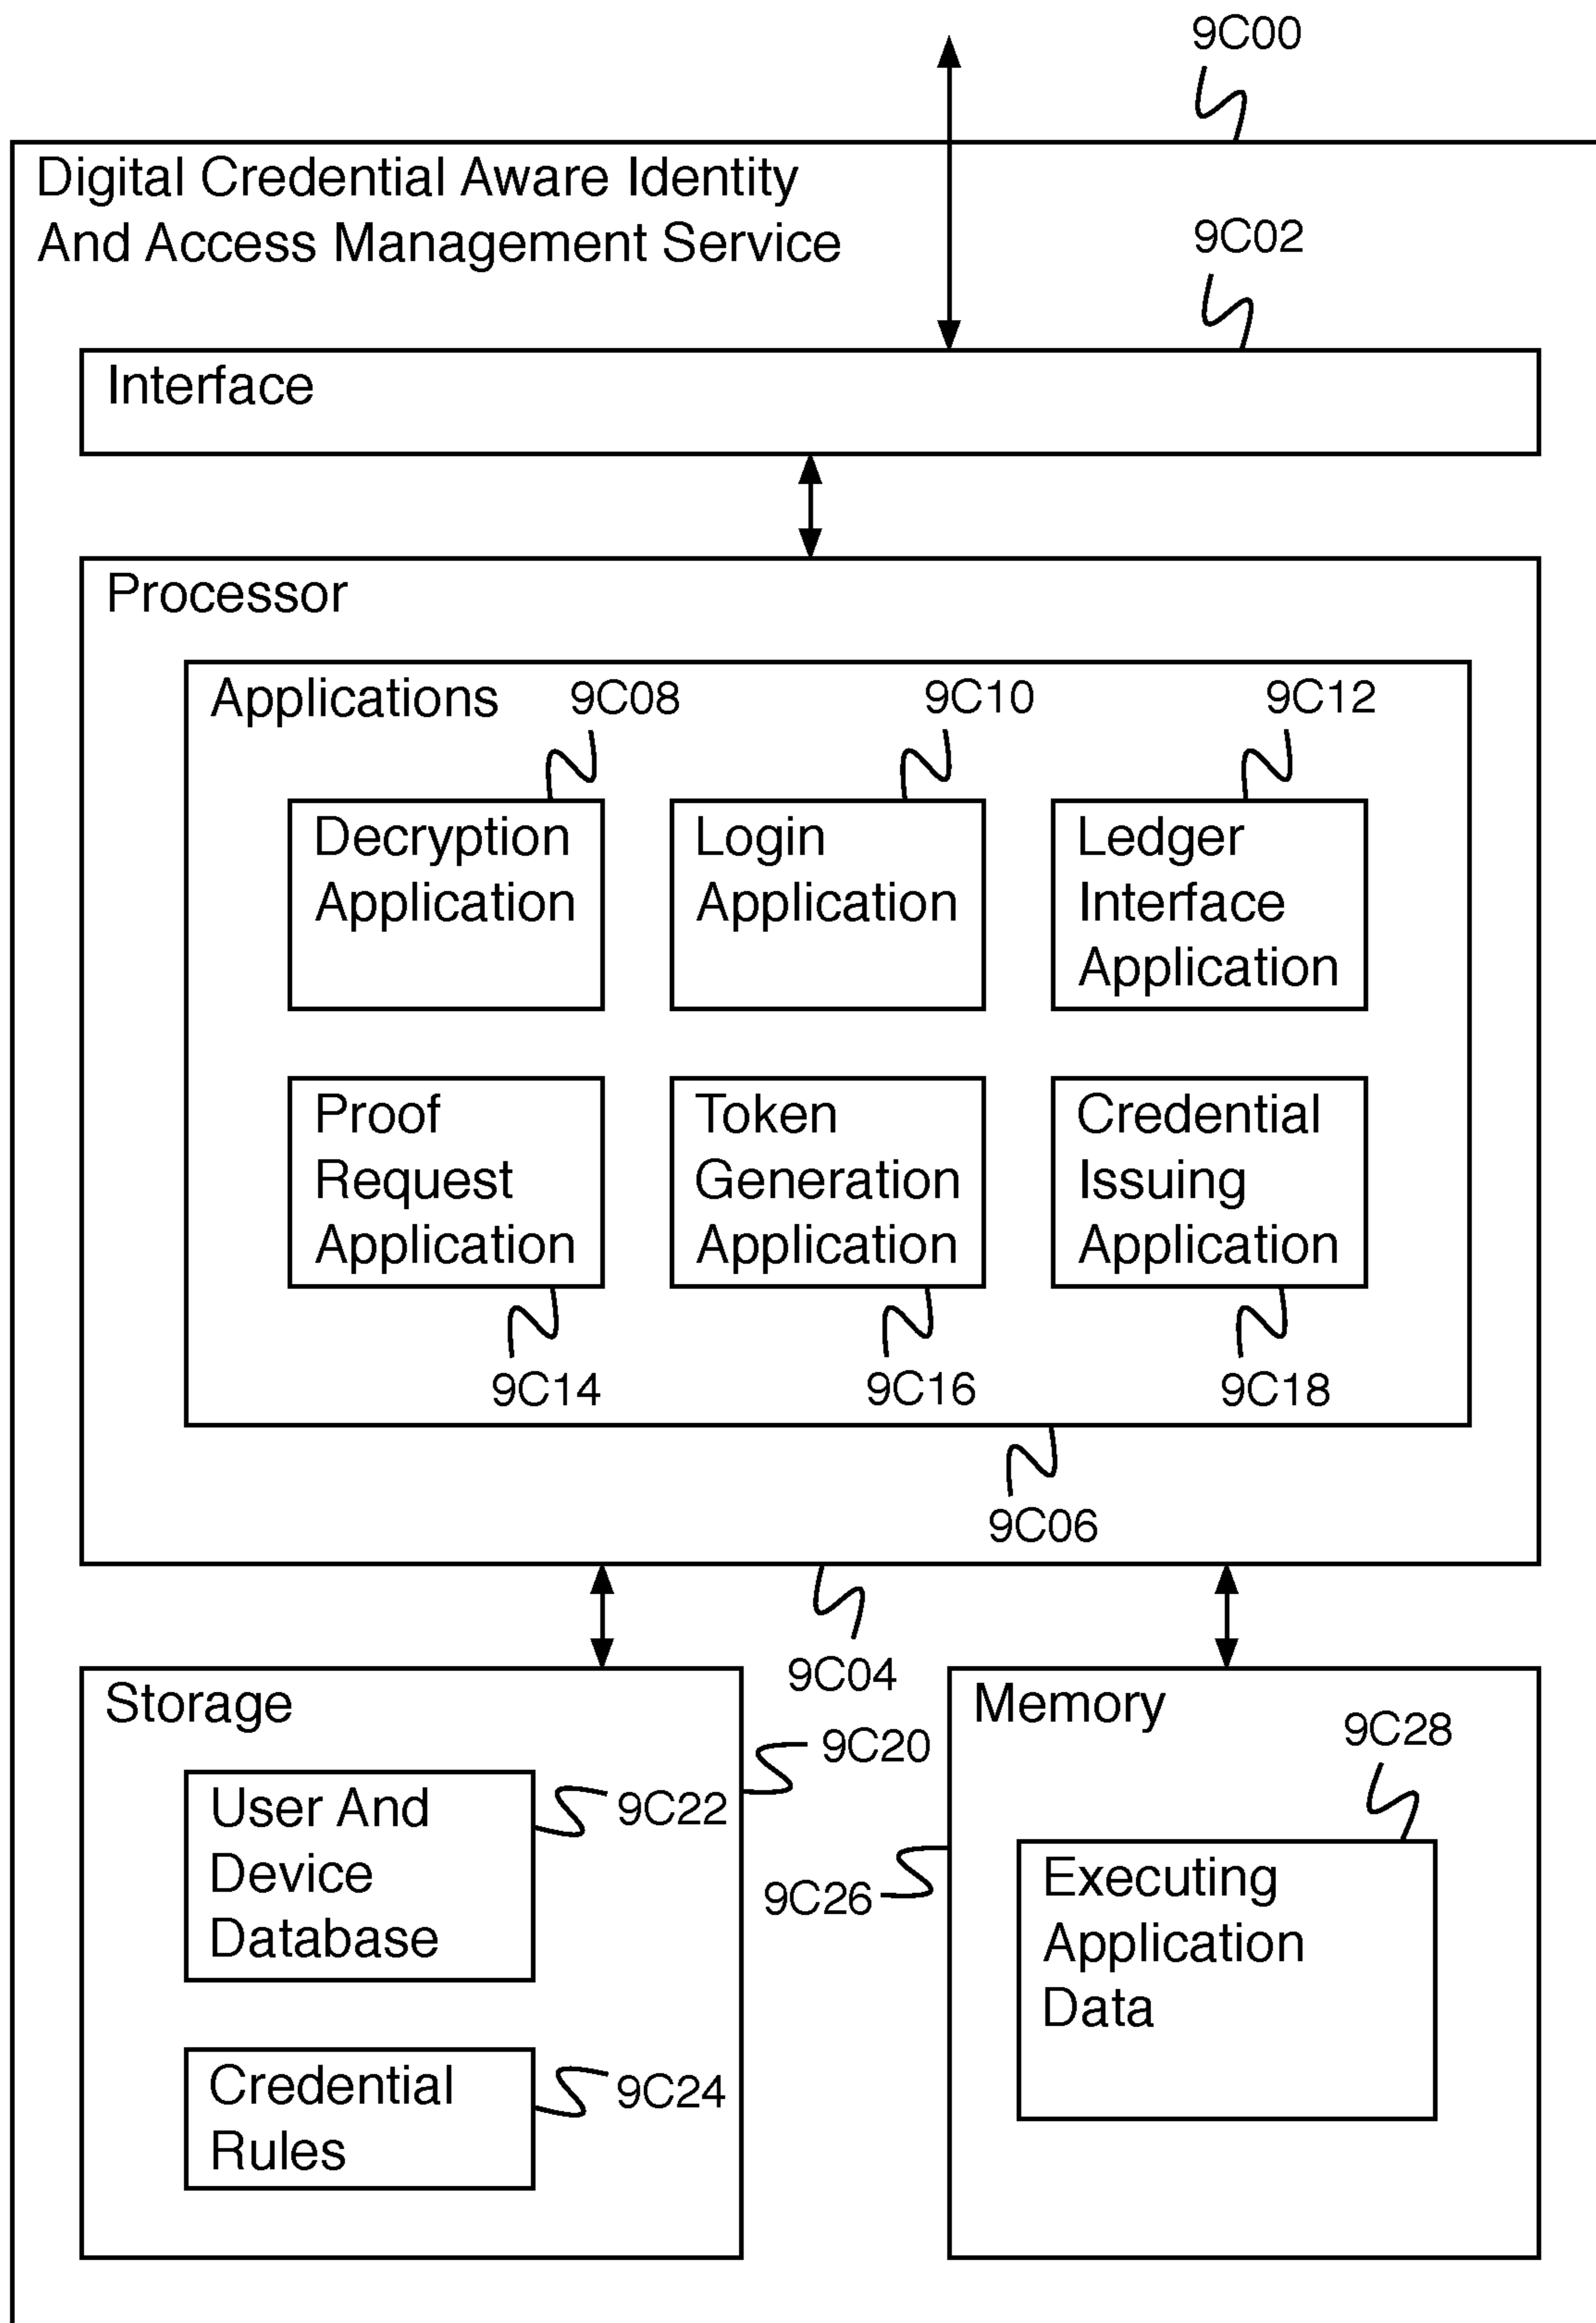 9C00
Digital Credential Aware Identity
And Access Management Service
9C02
Interface
Processor
Applications
9C08
9C10
9C12
Decryption
Application
Login
Application
Ledger
Interface
Application
Proof
Request
Application
Token
Generation
Application
Credential
Issuing
Application
9C14
9C16
9C18
9C06
9C04
Storage
9C20
User And
Device
Database
9C22
Credential
Rules
9C24
Memory
9C28
9C26
Executing
Application
Data